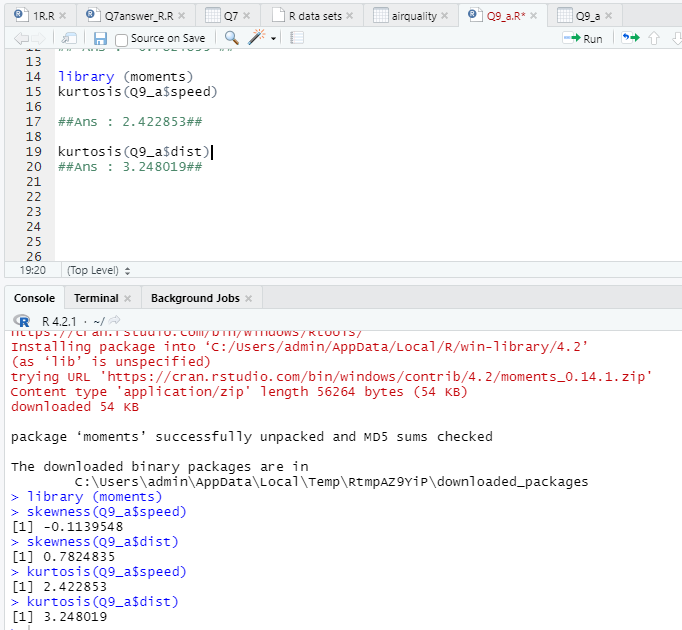 1R.R
Q7answer_R.R
Q7
R data sets
airquality
Q9_a.R*
Q9_a
Source on Save
Run
13
14 library (moments)
15 kurtosis(Q9_a$speed)
16
17 ##Ans : 2.422853##
18
19 kurtosis(Q9_a$dist)
20 ##Ans : 3.248019##
21
22
23
24
25
26
19:20 (Top Level)
Console Terminal Background Jobs
R 4.2.1 · ~/
https://cran.rstudio.com/bin/windows/Rtools/
Installing package into ‘C:/Users/admin/AppData/Local/R/win-library/4.2’
(as ‘lib’ is unspecified)
trying URL 'https://cran.rstudio.com/bin/windows/contrib/4.2/moments_0.14.1.zip'
Content type 'application/zip' length 56264 bytes (54 KB)
downloaded 54 KB
package ‘moments’ successfully unpacked and MD5 sums checked
The downloaded binary packages are in
C:\Users\admin\AppData\Local\Temp\RtmpAZ9YiP\downloaded_packages
> library (moments)
> skewness(Q9_a$speed)
[1] -0.1139548
> skewness(Q9_a$dist)
[1] 0.7824835
> kurtosis(Q9_a$speed)
[1] 2.422853
> kurtosis(Q9_a$dist)
[1] 3.248019